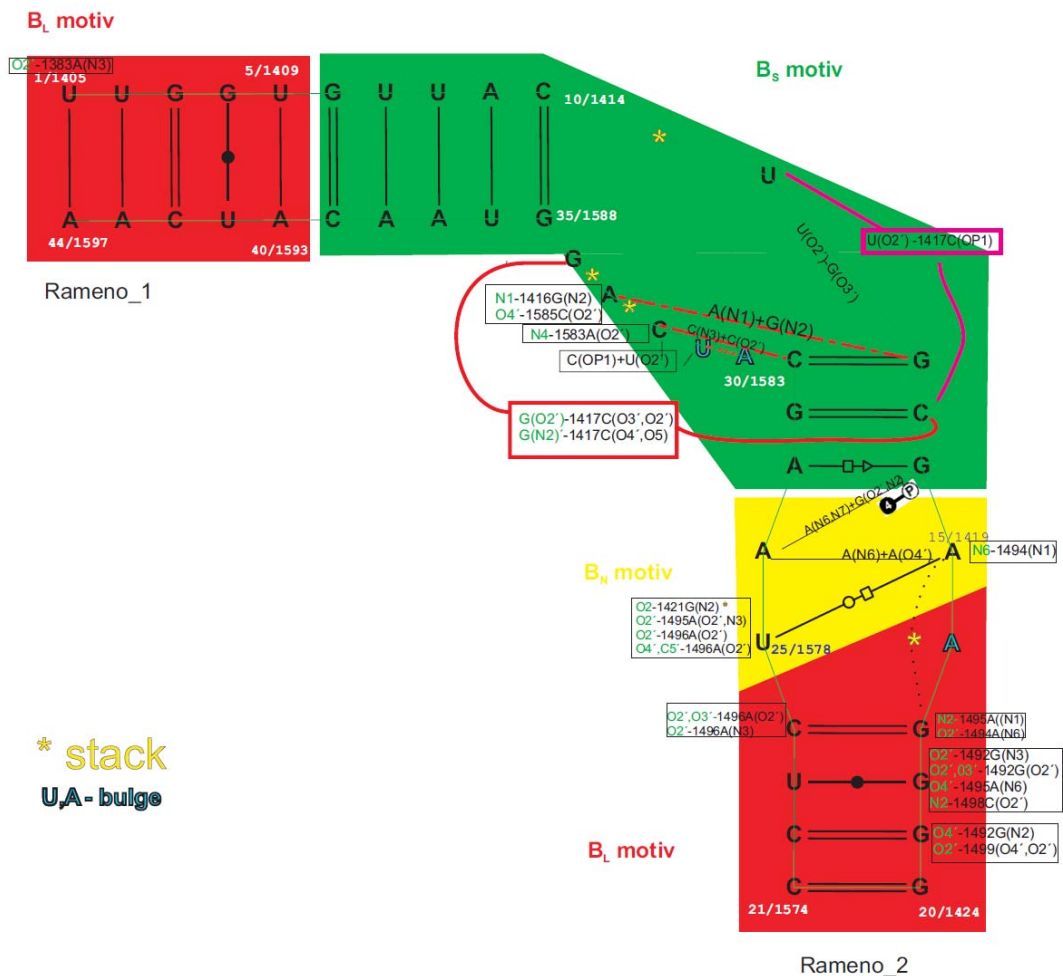 B_L motiv
O2´-1383A(N3)
1/1405
5/1409
U U G G U G U U A C
10/1414
B_S motiv
*
U
A A C U A C A A U G
44/1597
40/1593
35/1588
Rameno_1
U(O2´)-1417C(OP1)
U(O2´)-G(O3´)
G
*
A
*
N1-1416G(N2)
O4´-1585C(O2´)
A(N1)+G(N2)
N4-1583A(O2´)
C
C(N3)+C(O2´)
C(OP1)+U(O2´)
U A C G
30/1583
G C
G(O2´)-1417C(O3´,O2´)
G(N2)´-1417C(O4´,O5)
A G
A(N6,N7)+G(O2´,N2)
4 P
15/1419
A A
A(N6)+A(O4´)
N6-1494(N1)
B_N motiv
O2-1421G(N2) *
O2´-1495A(O2´,N3)
O2´-1496A(O2´)
O4´,C5´-1496A(O2´)
U
25/1578
*
A
O2´,O3´-1496A(O2´)
O2´-1496A(N3)
C G
N2-1495A((N1)
O2´-1494A(N6)
* stack
U,A - bulge
U G
O2´-1492G(N3)
O2´,03´-1492G(O2´)
O4´-1495A(N6)
N2-1498C(O2´)
C G
O4´-1492G(N2)
O2´-1499(O4´,O2´)
B_L motiv
C G
21/1574
20/1424
Rameno_2